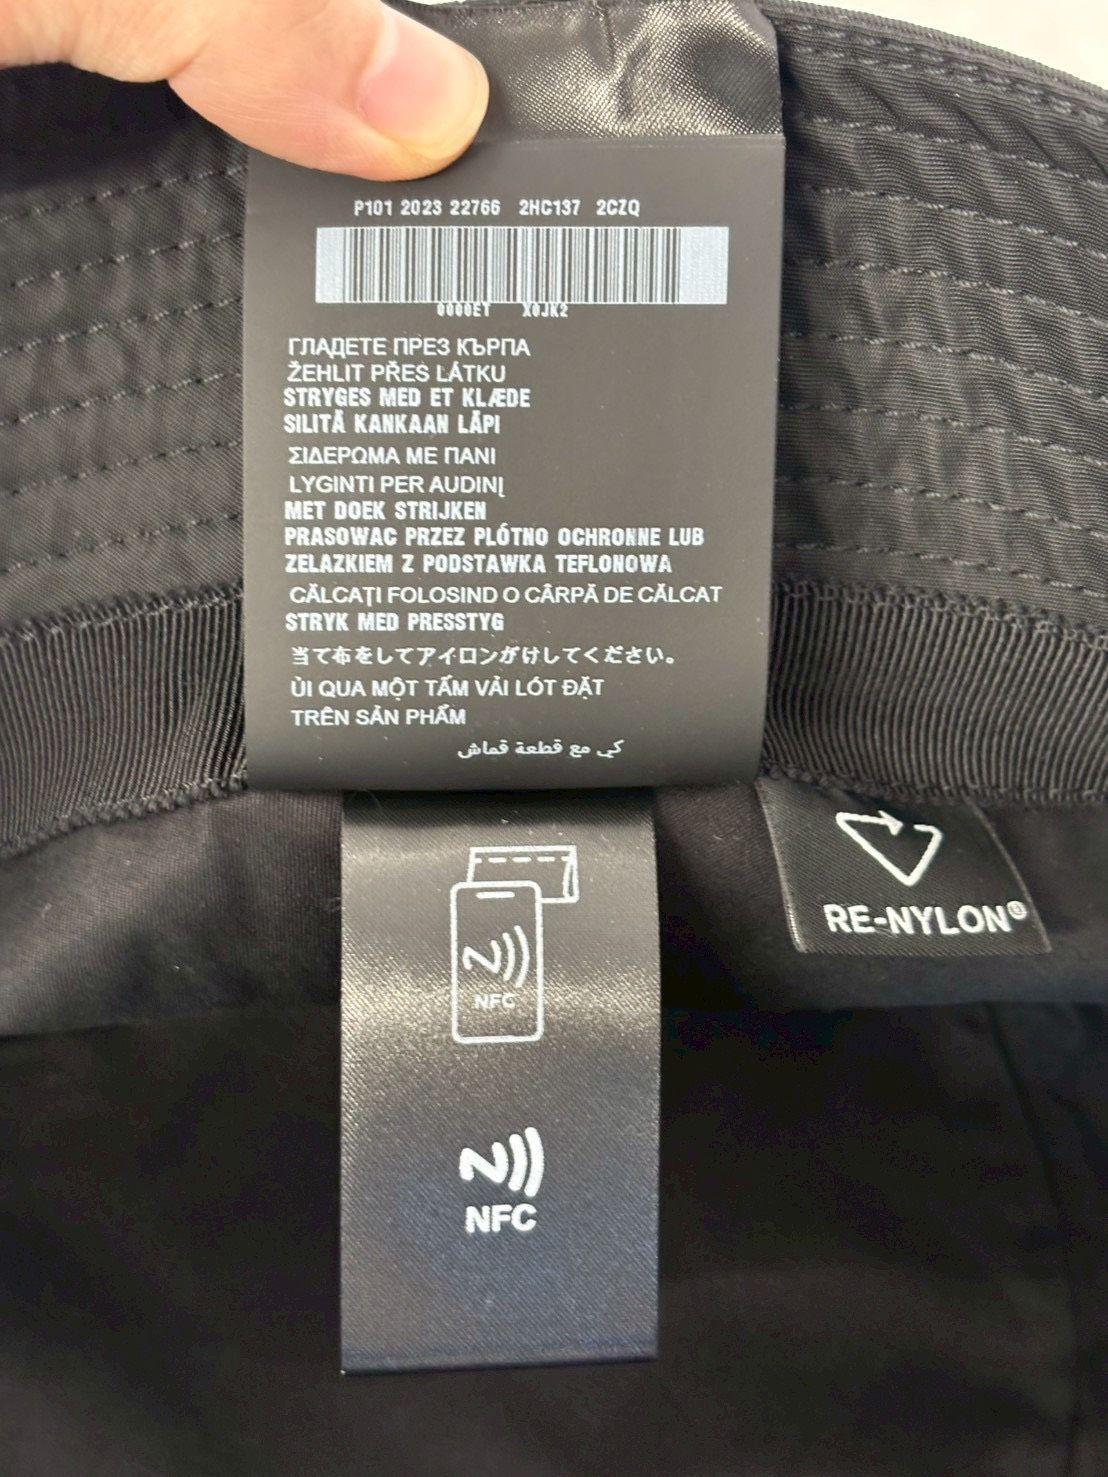 P101 2023 22766 2HC137 2CZQ
0000ET X0JK2
ГЛАДЕТЕ ПРЕЗ КЪРПА
ŽEHLIT PŘES LÁTKU
STRYGES MED ET KLÆDE
SILITÄ KANKAAN LÄPI
ΣΙΔΕΡΩΜΑ ΜΕ ΠΑΝΙ
LYGINTI PER AUDINĮ
MET DOEK STRIJKEN
PRASOWAC PRZEZ PLÓTNO OCHRONNE LUB
ZELAZKIEM Z PODSTAWKA TEFLONOWA
CĂLCAȚI FOLOSIND O CÂRPĂ DE CĂLCAT
STRYK MED PRESSTYG
当て布をしてアイロンがけしてください。
ỦI QUA MỘT TẤM VẢI LÓT ĐẶT
TRÊN SẢN PHẨM
كي مع قطعة قماش
RE-NYLON®
N
NFC
N
NFC